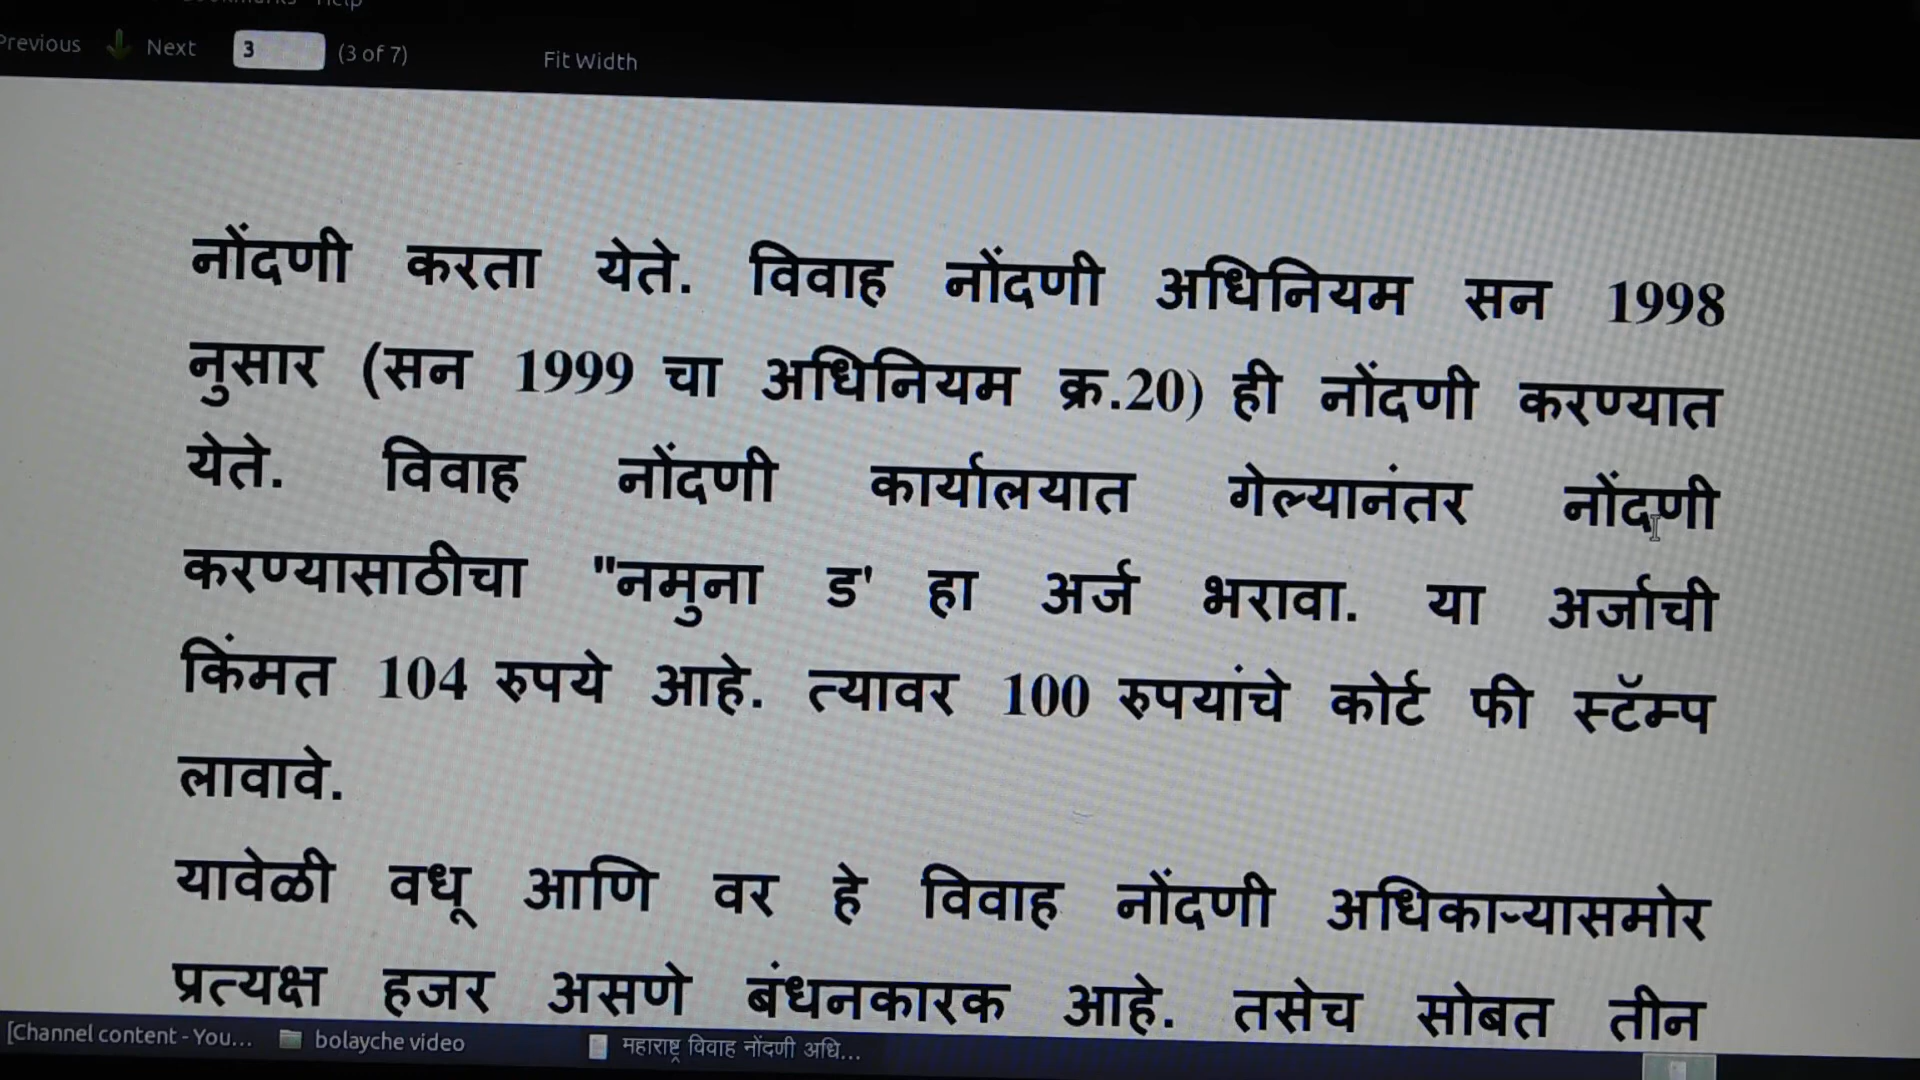 Help
Previous Next 3 (3 of 7) Fit Width
नोंदणी करता येते. विवाह नोंदणी अधिनियम सन 1998
नुसार (सन 1999 चा अधिनियम क्र.20) ही नोंदणी करण्यात
येते. विवाह नोंदणी कार्यालयात गेल्यानंतर नोंदणी
करण्यासाठीचा "नमुना ड' हा अर्ज भरावा. या अर्जाची
किंमत 104 रुपये आहे. त्यावर 100 रुपयांचे कोर्ट फी स्टॅम्प
लावावे.
यावेळी वधू आणि वर हे विवाह नोंदणी अधिकाऱ्यासमोर
प्रत्यक्ष हजर असणे बंधनकारक आहे. तसेच सोबत तीन
[Channel content - You... bolayche video महाराष्ट्र विवाह नोंदणी अधि...